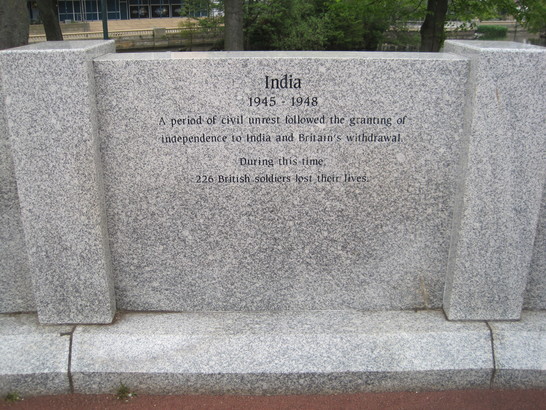 India
1945 - 1948
A period of civil unrest followed the granting of
independence to India and Britain's withdrawal.
During this time,
226 British soldiers lost their lives.